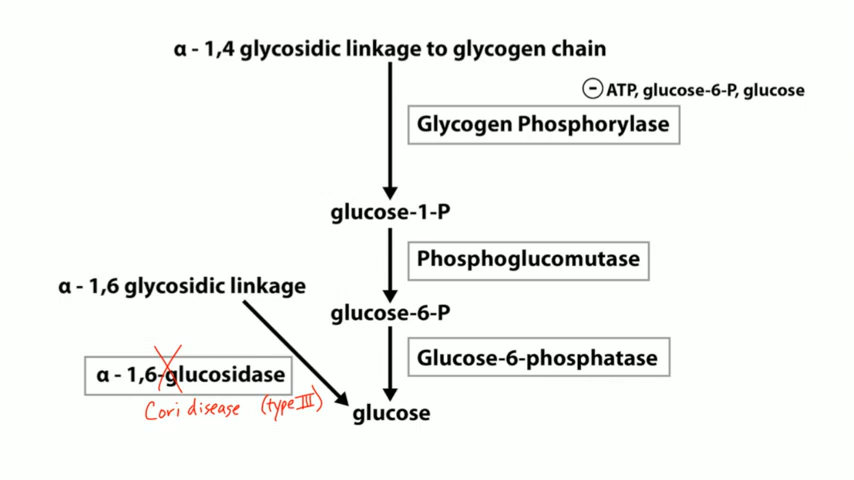 α - 1,4 glycosidic linkage to glycogen chain
- ATP, glucose-6-P, glucose
Glycogen Phosphorylase
glucose-1-P
Phosphoglucomutase
α - 1,6 glycosidic linkage
glucose-6-P
Glucose-6-phosphatase
α - 1,6-glucosidase
Cori disease (type III)
glucose